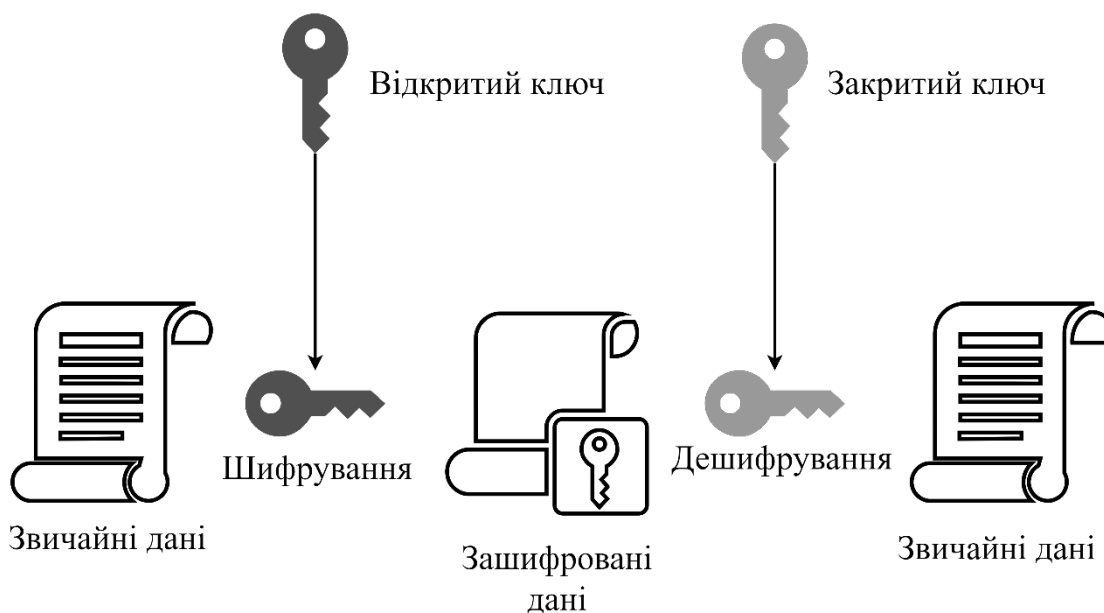 Відкритий ключ
Закритий ключ
Шифрування
Дешифрування
Звичайні дані
Зашифровані
дані
Звичайні дані